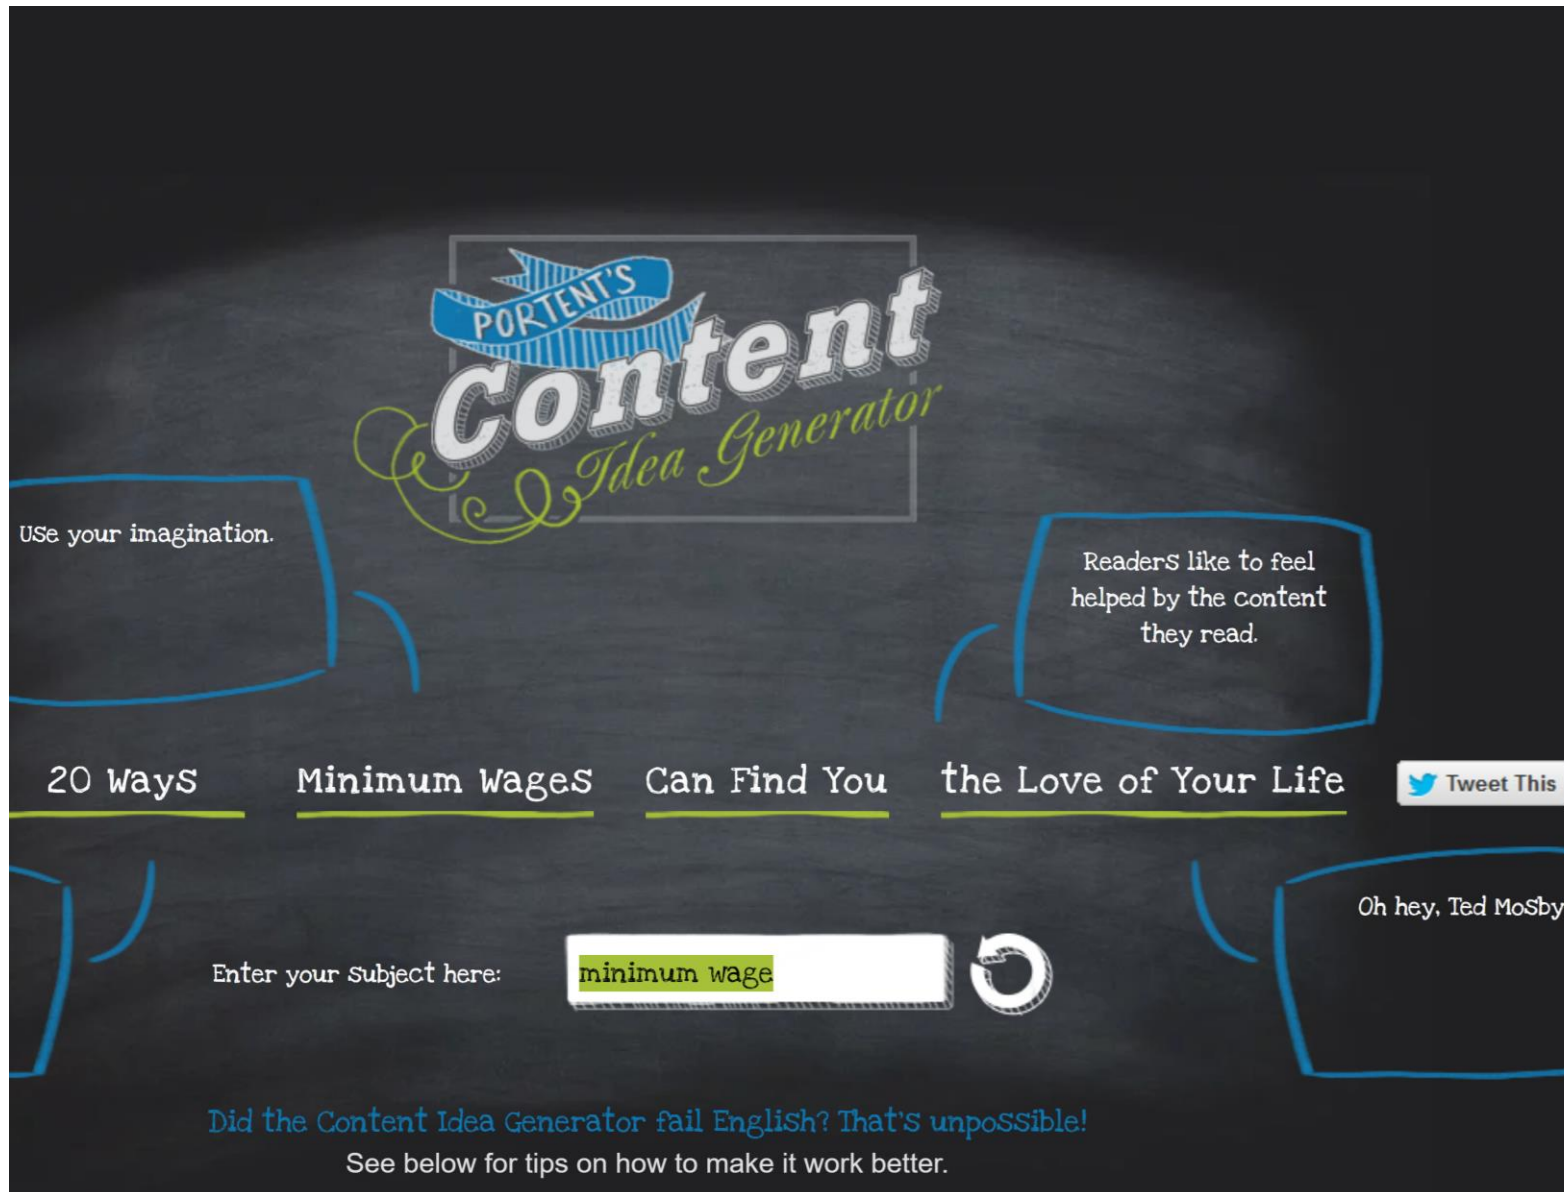 PORTENT'S
Content
Idea Generator
Use your imagination.
Readers like to feel
helped by the content
they read.
20 Ways Minimum Wages Can Find You the Love of Your Life Tweet This
Oh hey, Ted Mosby
Enter your subject here: minimum wage
Did the Content Idea Generator fail English? That's unpossible!
See below for tips on how to make it work better.